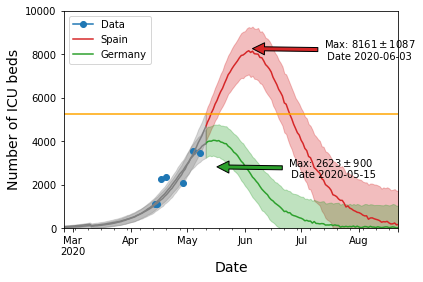 10000
8000
6000
4000
2000
0
Number of ICU beds
Data
Spain
Germany
Max: 8161±1087
Date 2020-06-03
Max: 2623±900
Date 2020-05-15
Mar Apr May Jun Jul Aug
2020
Date